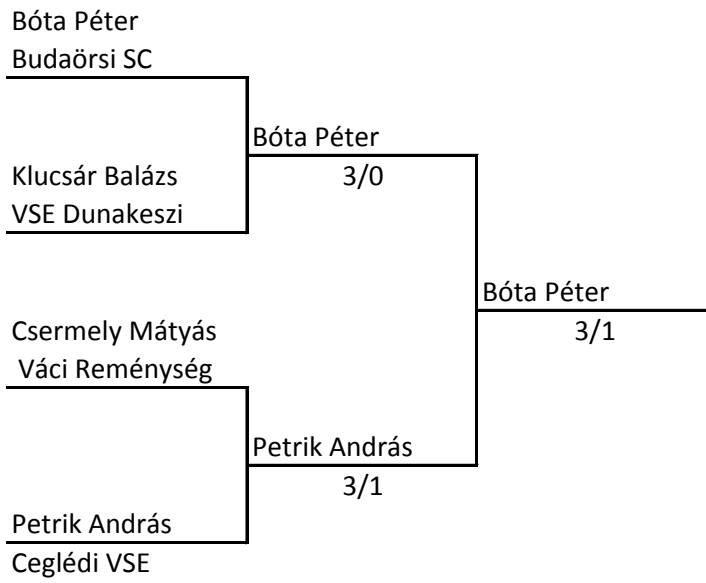 Bóta Péter
Budaörsi SC
Bóta Péter
Klucsár Balázs
3/0
VSE Dunakeszi
Bóta Péter
Csermely Mátyás
3/1
Váci Reménység
Petrik András
3/1
Petrik András
Ceglédi VSE